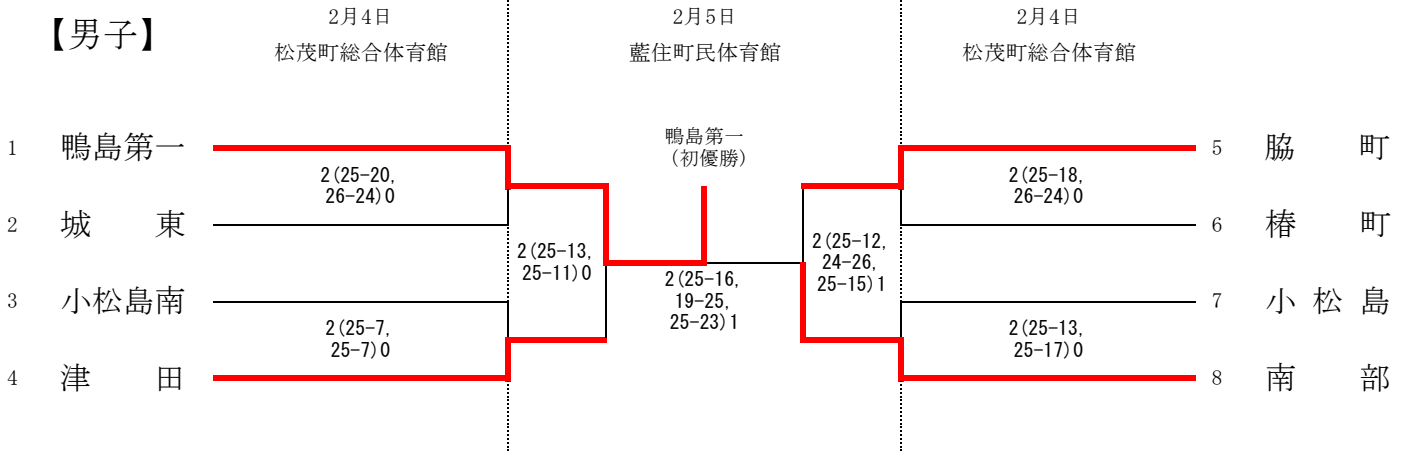 【男子】
2月4日
松茂町総合体育館
2月5日
藍住町民体育館
2月4日
松茂町総合体育館
鴨島第一
(初優勝)
1 鴨島第一
2 城 東
3 小松島南
4 津 田
2(25-20,
26-24)0
2(25-7,
25-7)0
2(25-13,
25-11)0
2(25-16,
19-25,
25-23)1
2(25-12,
24-26,
25-15)1
2(25-18,
26-24)0
2(25-13,
25-17)0
5 脇 町
6 椿 町
7 小 松 島
8 南 部